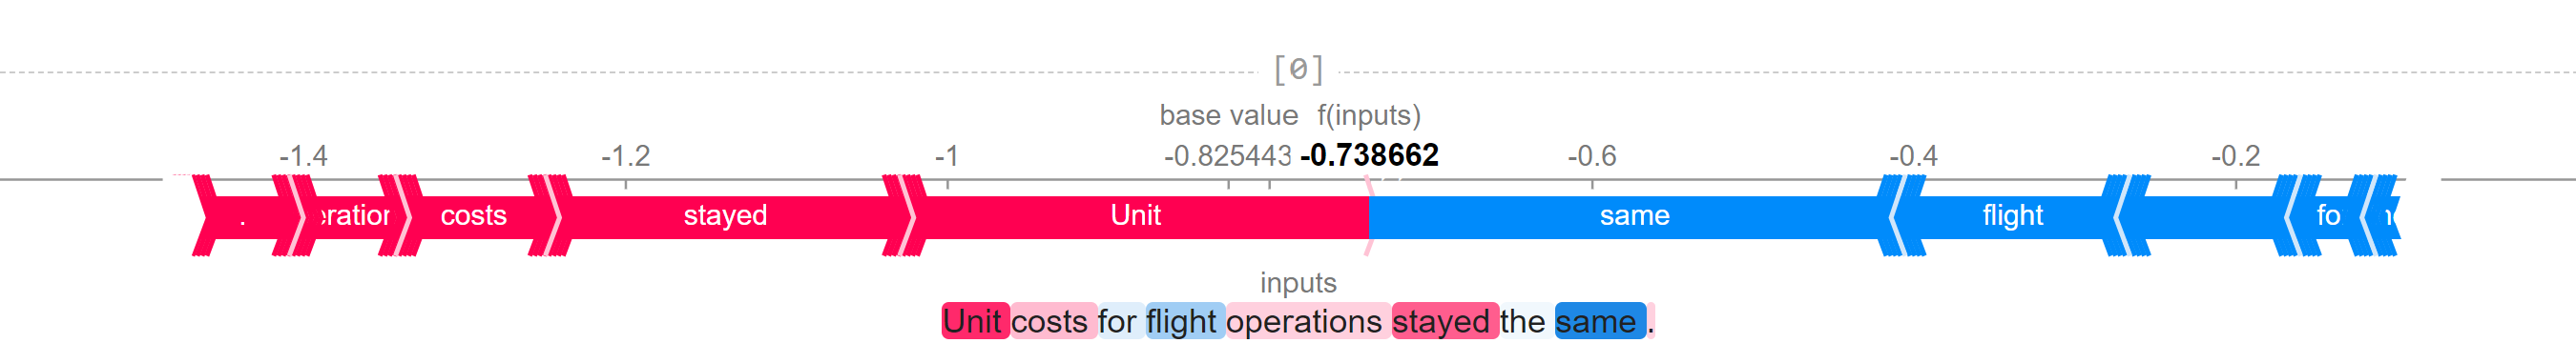 [0]
base value f(inputs)
-1.4 -1.2 -1 -0.825443 -0.738662 -0.6 -0.4 -0.2
. costs stayed Unit same flight fo
inputs
Unit costs for flight operations stayed the same .